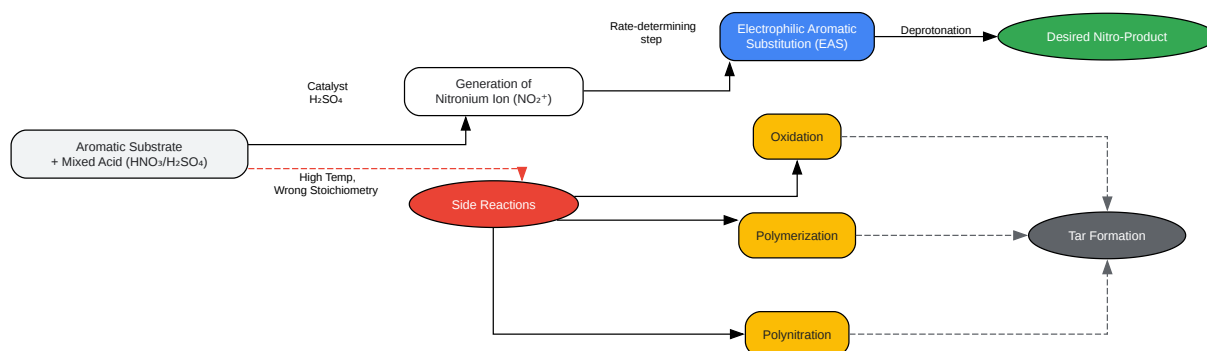 Rate-determining
step
Electrophilic Aromatic
Substitution (EAS)
Deprotonation
Desired Nitro-Product
Catalyst
H₂SO₄
Generation of
Nitronium Ion (NO₂⁺)
Aromatic Substrate
+ Mixed Acid (HNO₃/H₂SO₄)
High Temp,
Wrong Stoichiometry
Side Reactions
Oxidation
Polymerization
Polynitration
Tar Formation